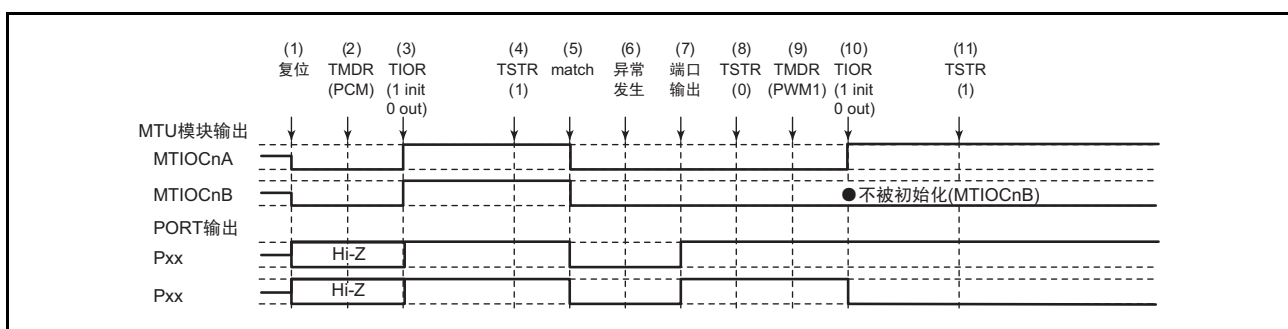 (1) (2) (3) (4) (5) (6) (7) (8) (9) (10) (11)
复位 TMDR TIOR TSTR match 异常 端口 TSTR TMDR TIOR TSTR
(PCM) (1 init (1) 发生 输出 (0) (PWM1) (1 init (1)
0 out) 0 out)
MTU模块输出
MTIOCnA
MTIOCnB ●不被初始化(MTIOCnB)
PORT输出
Pxx Hi-Z
Pxx Hi-Z